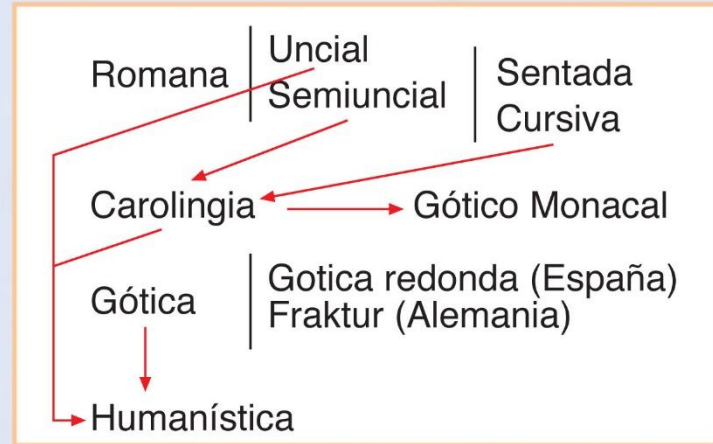 Romana
Uncial
Semiuncial
Sentada
Cursiva
Carolingia
Gótico Monacal
Gótica
Gotica redonda (España)
Fraktur (Alemania)
Humanística